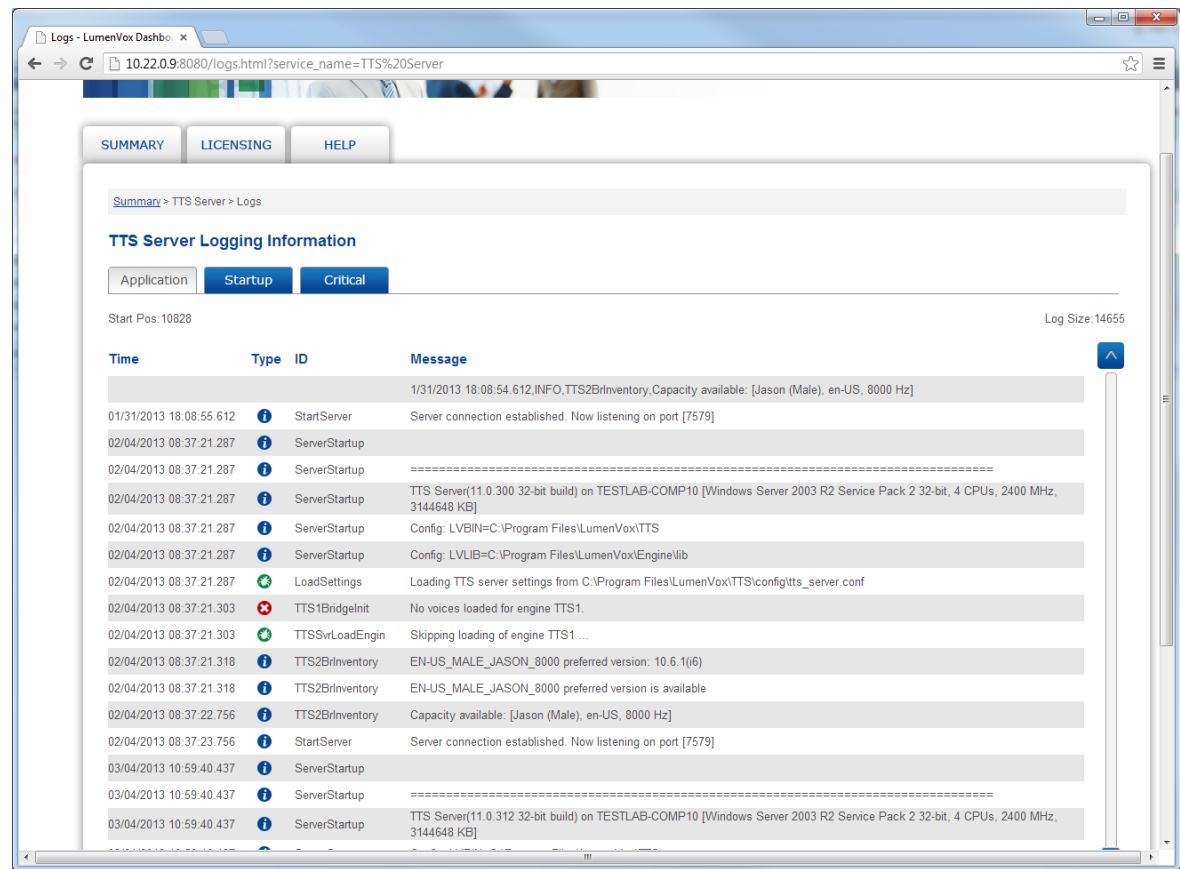 Logs - LumenVox Dashbo
10.22.0.9:8080/logs.html?service_name=TTS%20Server
SUMMARY LICENSING HELP
Summary > TTS Server > Logs
TTS Server Logging Information
Application Startup Critical
Start Pos:10828 Log Size:14655
Time Type ID Message
1/31/2013 18:08:54.612,INFO,TTS2BrInventory,Capacity available: [Jason (Male), en-US, 8000 Hz]
01/31/2013 18:08:55.612 StartServer Server connection established. Now listening on port [7579]
02/04/2013 08:37:21.287 ServerStartup
02/04/2013 08:37:21.287 ServerStartup ==================================================================================
02/04/2013 08:37:21.287 ServerStartup TTS Server(11.0.300 32-bit build) on TESTLAB-COMP10 [Windows Server 2003 R2 Service Pack 2 32-bit, 4 CPUs, 2400 MHz,
3144648 KB]
02/04/2013 08:37:21.287 ServerStartup Config: LVBIN=C:\Program Files\LumenVox\TTS
02/04/2013 08:37:21.287 ServerStartup Config: LVLIB=C:\Program Files\LumenVox\Engine\lib
02/04/2013 08:37:21.287 LoadSettings Loading TTS server settings from C:\Program Files\LumenVox\TTS\config\tts_server.conf
02/04/2013 08:37:21.303 TTS1BridgeInit No voices loaded for engine TTS1.
02/04/2013 08:37:21.303 TTSSvrLoadEngin Skipping loading of engine TTS1 ...
02/04/2013 08:37:21.318 TTS2BrInventory EN-US_MALE_JASON_8000 preferred version: 10.6.1(i6)
02/04/2013 08:37:21.318 TTS2BrInventory EN-US_MALE_JASON_8000 preferred version is available
02/04/2013 08:37:22.756 TTS2BrInventory Capacity available: [Jason (Male), en-US, 8000 Hz]
02/04/2013 08:37:23.756 StartServer Server connection established. Now listening on port [7579]
03/04/2013 10:59:40.437 ServerStartup
03/04/2013 10:59:40.437 ServerStartup ==================================================================================
03/04/2013 10:59:40.437 ServerStartup TTS Server(11.0.312 32-bit build) on TESTLAB-COMP10 [Windows Server 2003 R2 Service Pack 2 32-bit, 4 CPUs, 2400 MHz,
3144648 KB]